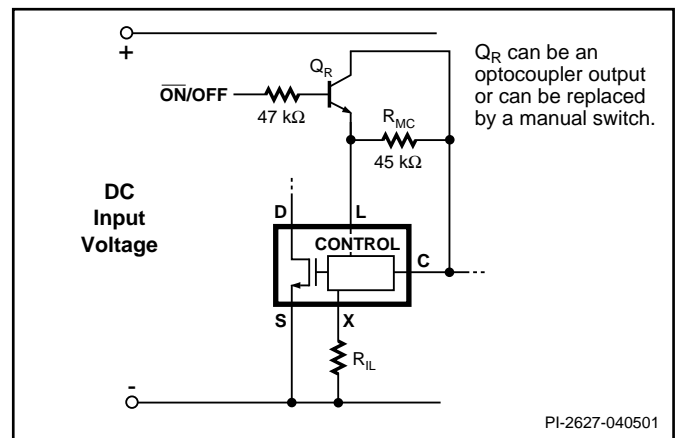 +
Q_R
Q_R can be an
optocoupler output
or can be replaced
by a manual switch.
O̅N̅/OFF
47 kΩ
R_MC
45 kΩ
DC
Input
Voltage
D
L
CONTROL
C
S
X
R_IL
-
PI-2627-040501